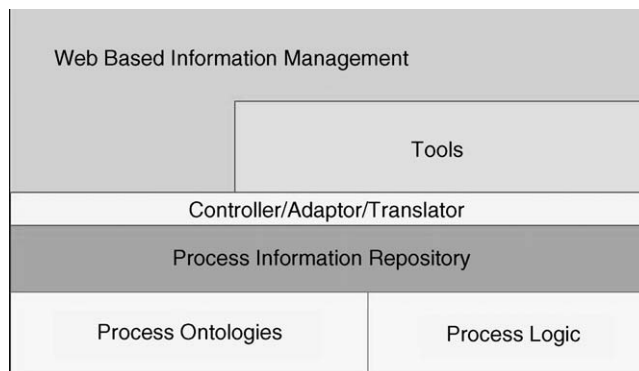 Web Based Information Management
Tools
Controller/Adaptor/Translator
Process Information Repository
Process Ontologies
Process Logic